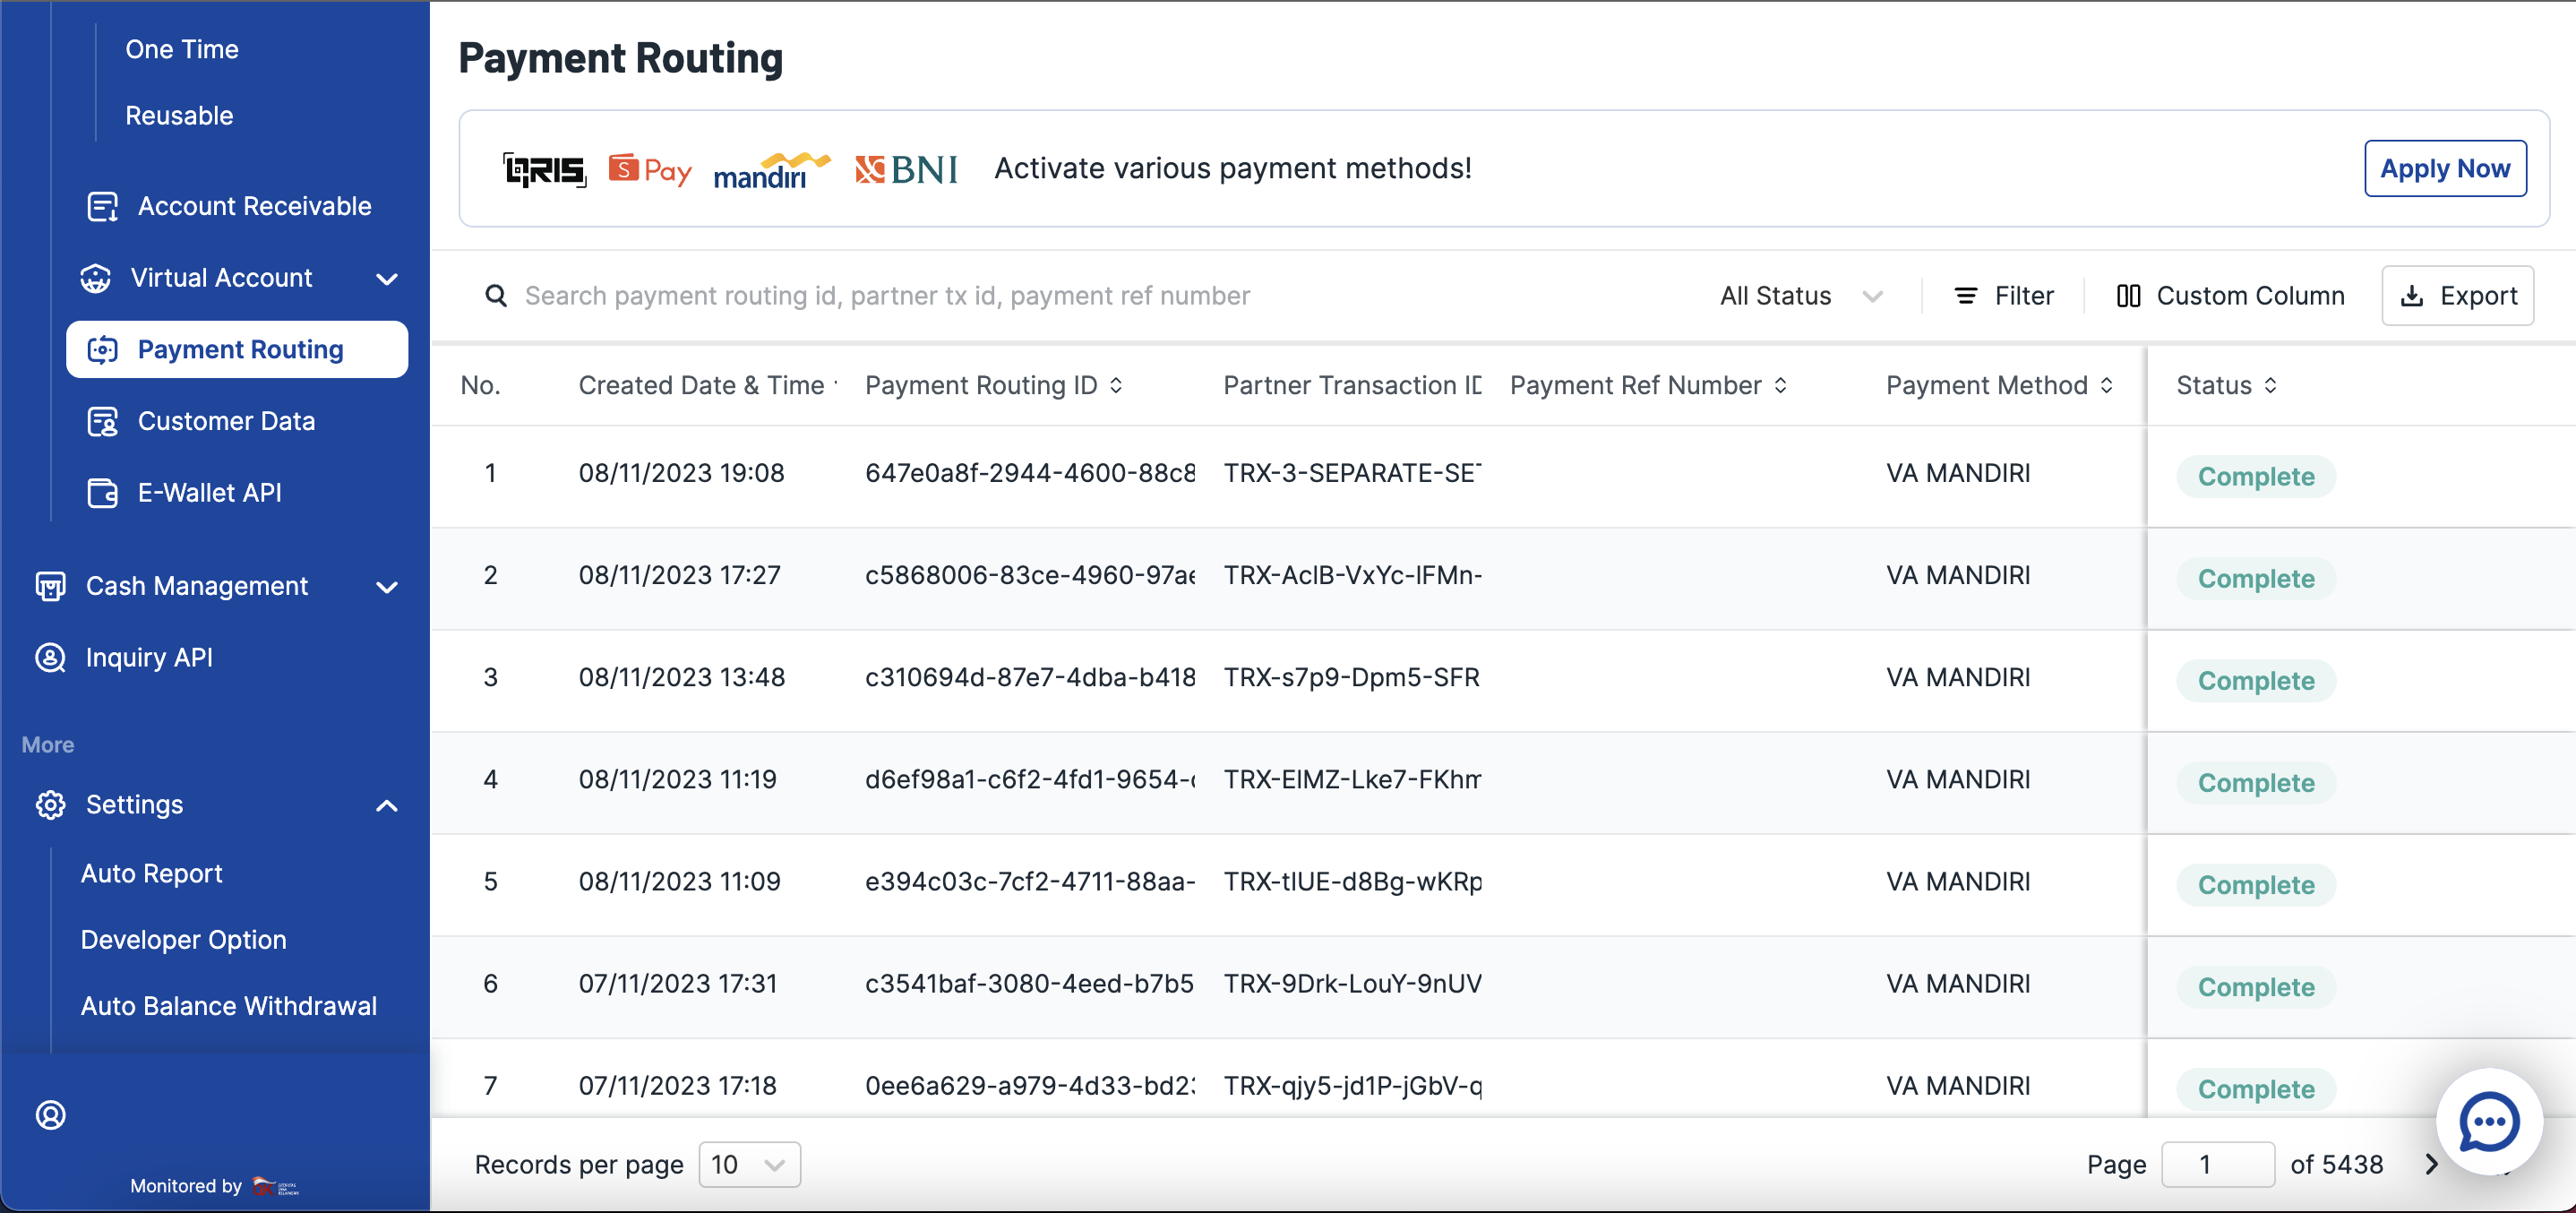 One Time
Reusable
Account Receivable
Virtual Account
Payment Routing
Customer Data
E-Wallet API
Cash Management
Inquiry API
More
Settings
Auto Report
Developer Option
Auto Balance Withdrawal
Monitored by
Payment Routing
QRIS S Pay mandiri BNI Activate various payment methods! Apply Now
Search payment routing id, partner tx id, payment ref number All Status Filter Custom Column Export
No. Created Date & Time Payment Routing ID Partner Transaction ID Payment Ref Number Payment Method Status
1 08/11/2023 19:08 647e0a8f-2944-4600-88c8 TRX-3-SEPARATE-SET VA MANDIRI Complete
2 08/11/2023 17:27 c5868006-83ce-4960-97ae TRX-AcIB-VxYc-IFMn- VA MANDIRI Complete
3 08/11/2023 13:48 c310694d-87e7-4dba-b418 TRX-s7p9-Dpm5-SFR VA MANDIRI Complete
4 08/11/2023 11:19 d6ef98a1-c6f2-4fd1-9654- TRX-EIMZ-Lke7-FKhm VA MANDIRI Complete
5 08/11/2023 11:09 e394c03c-7cf2-4711-88aa- TRX-tIUE-d8Bg-wKRp VA MANDIRI Complete
6 07/11/2023 17:31 c3541baf-3080-4eed-b7b5 TRX-9Drk-LouY-9nUV VA MANDIRI Complete
7 07/11/2023 17:18 0ee6a629-a979-4d33-bd23 TRX-qjy5-jd1P-jGbV-q VA MANDIRI Complete
Records per page 10 Page 1 of 5438